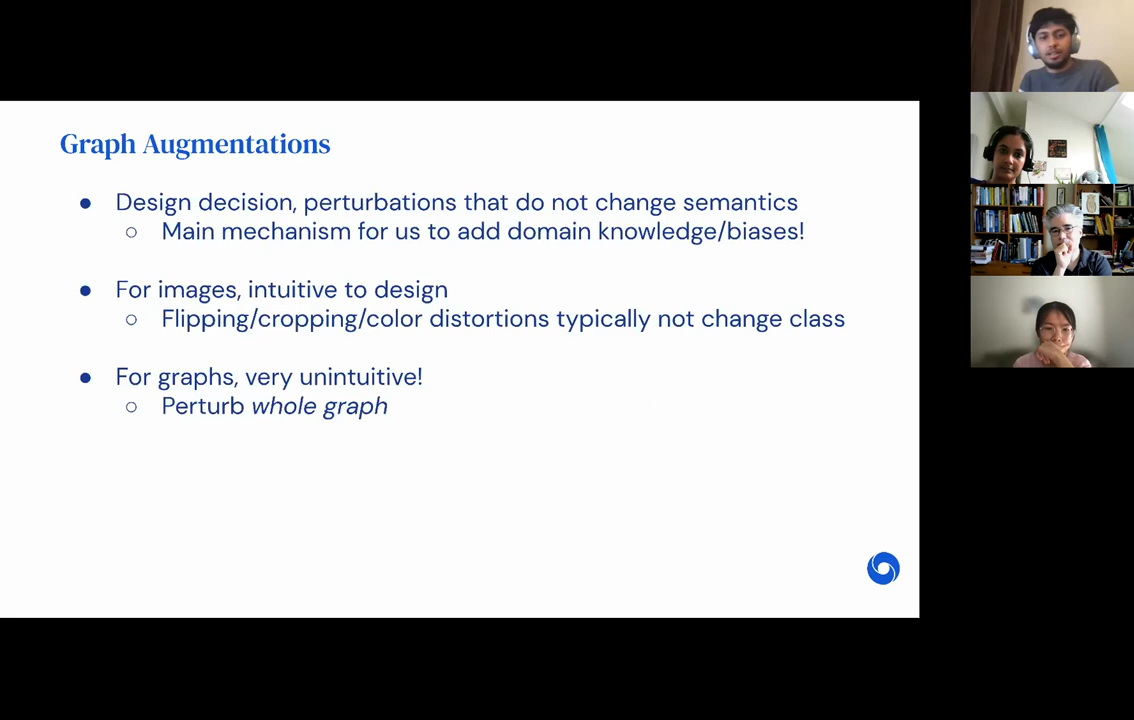 Graph Augmentations
● Design decision, perturbations that do not change semantics
○ Main mechanism for us to add domain knowledge/biases!
● For images, intuitive to design
○ Flipping/cropping/color distortions typically not change class
● For graphs, very unintuitive!
○ Perturb whole graph